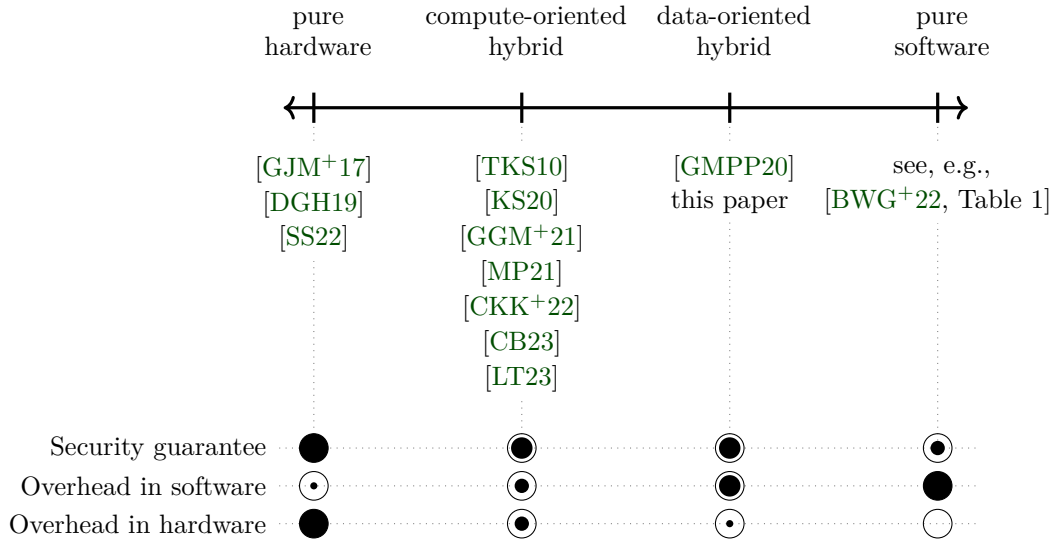 pure
hardware
compute-oriented
hybrid
data-oriented
hybrid
pure
software
[GJM+17]
[DGH19]
[SS22]
[TKS10]
[KS20]
[GGM+21]
[MP21]
[CKK+22]
[CB23]
[LT23]
[GMPP20]
this paper
see, e.g.,
[BWG+22, Table 1]
Security guarantee
Overhead in software
Overhead in hardware